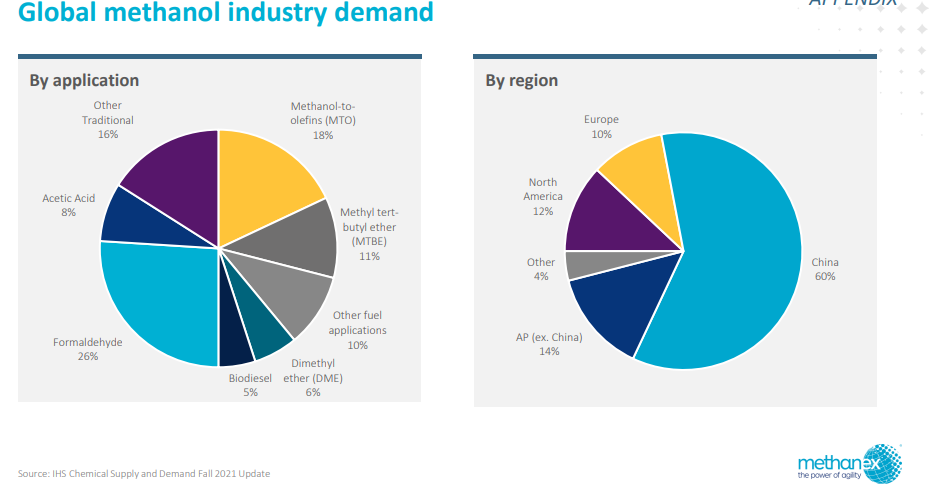 Global methanol industry demand
APPENDIX
By application
Other
Traditional
16%
Methanol-to-
olefins (MTO)
18%
Acetic Acid
8%
Methyl tert-
butyl ether
(MTBE)
11%
Other fuel
applications
10%
Formaldehyde
26%
Dimethyl
ether (DME)
6%
Biodiesel
5%
By region
Europe
10%
North
America
12%
Other
4%
China
60%
AP (ex. China)
14%
Source: IHS Chemical Supply and Demand Fall 2021 Update
methanex
the power of agility